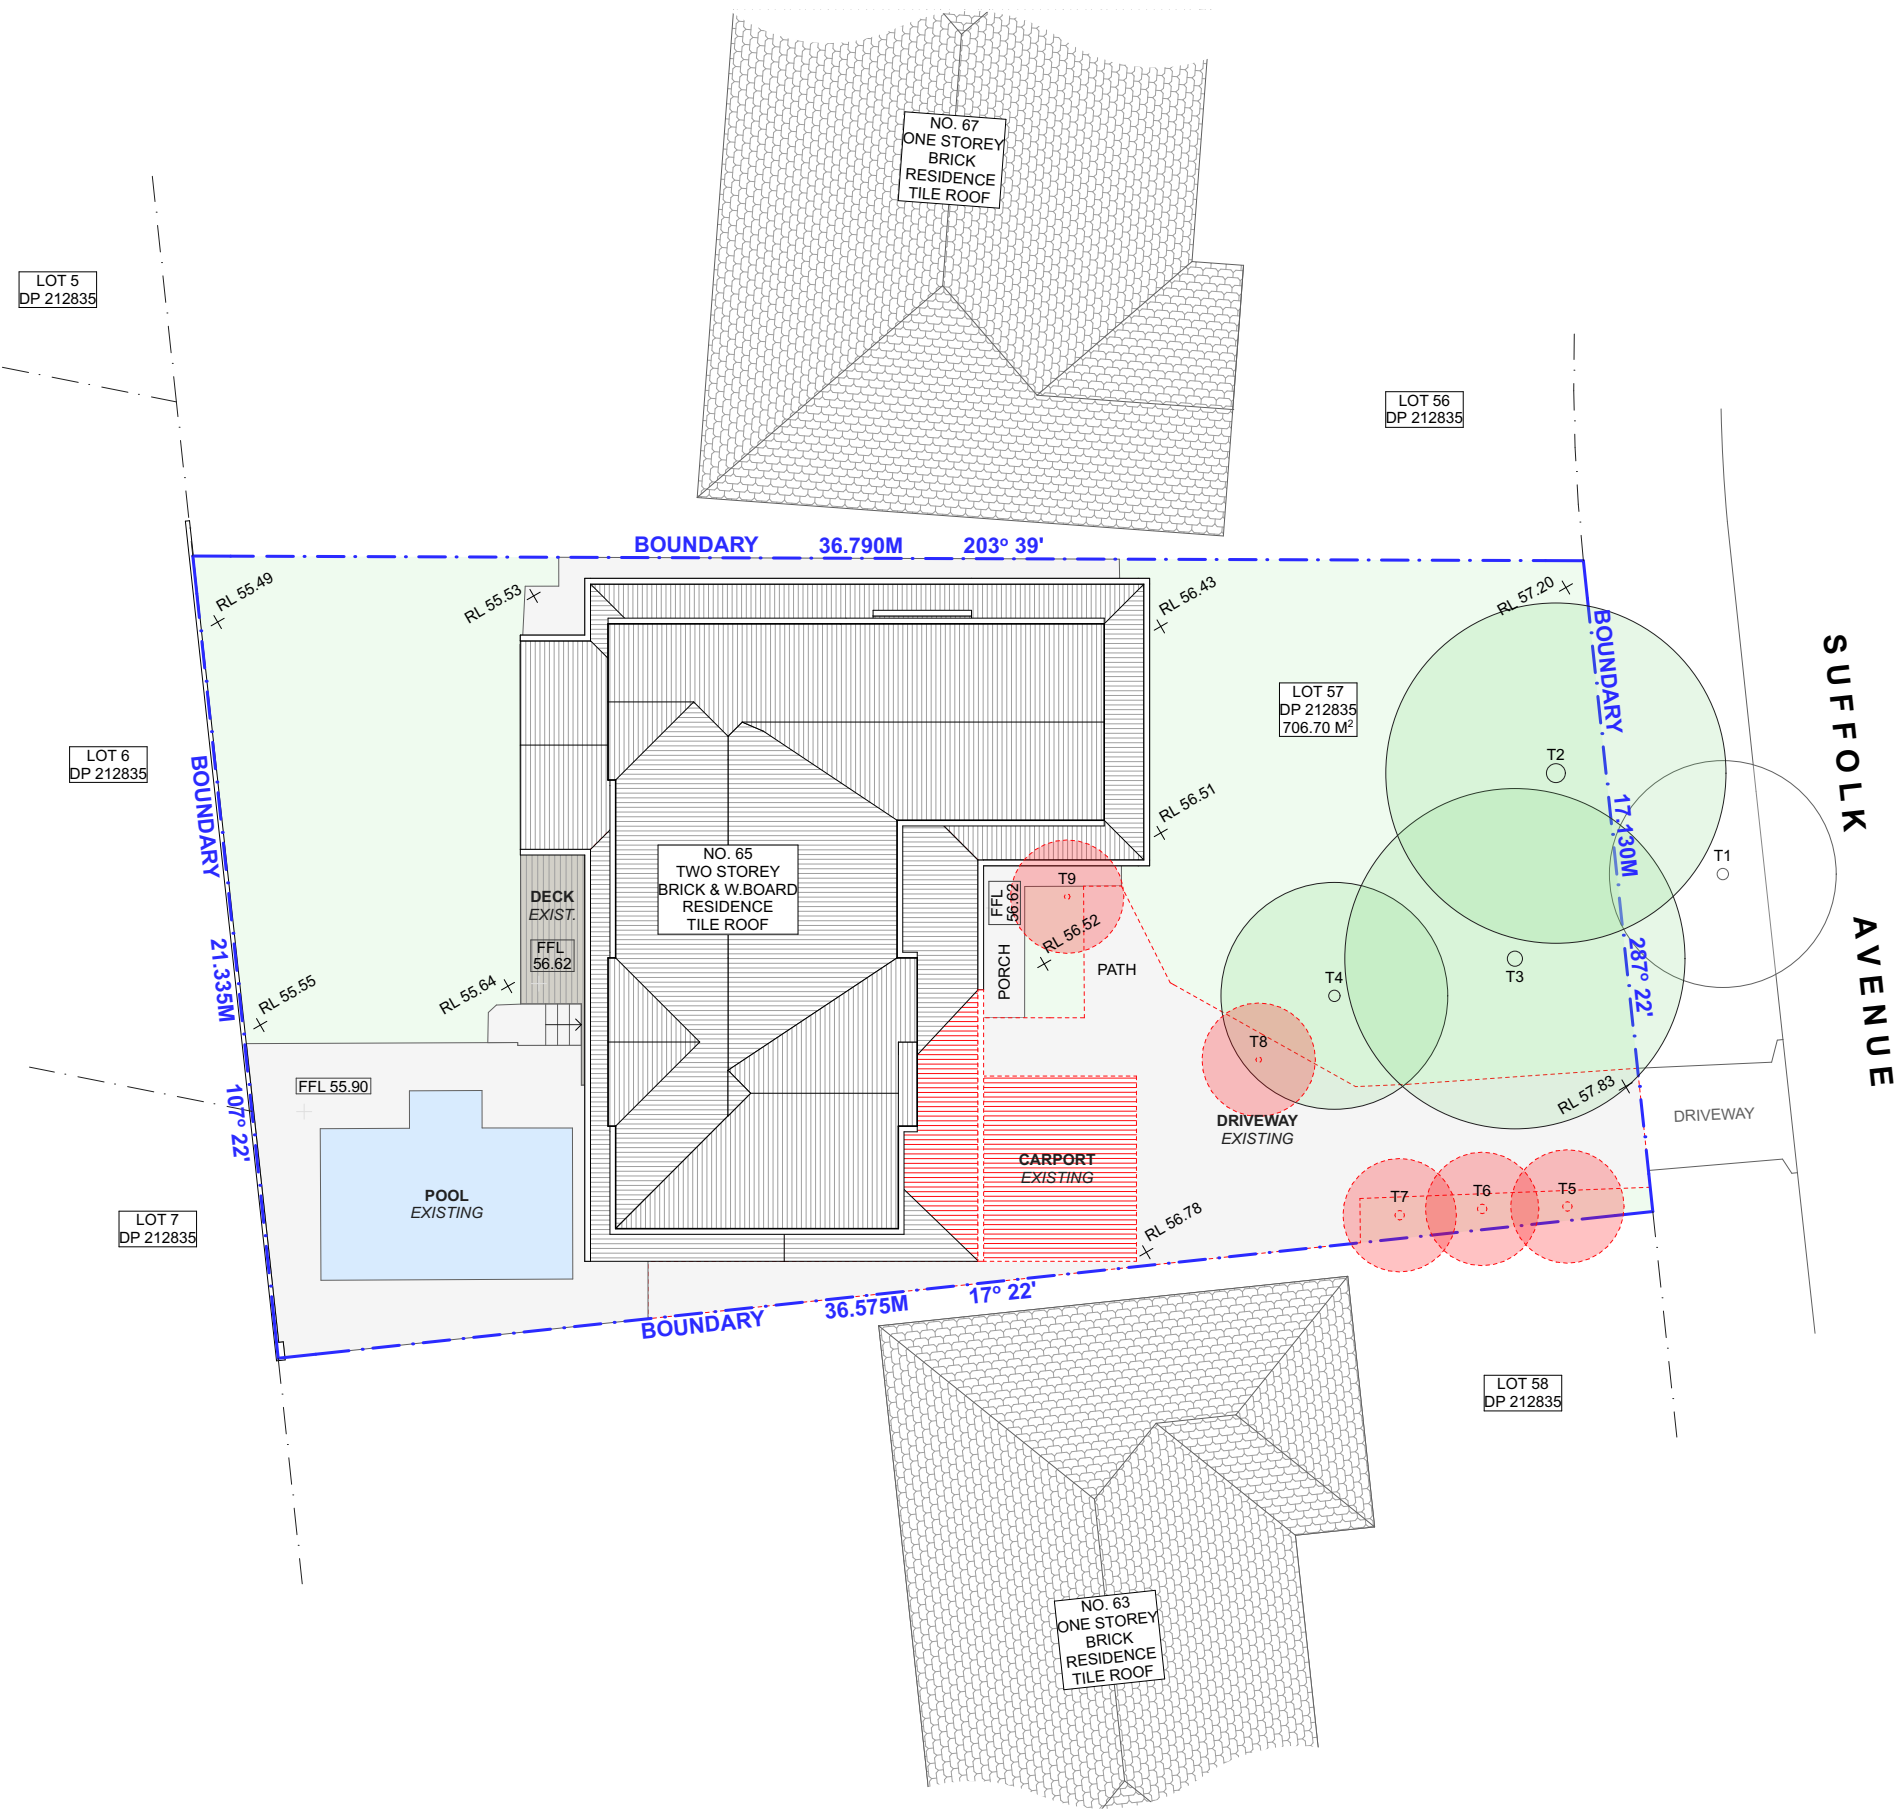 NO. 67
ONE STOREY
BRICK
RESIDENCE
TILE ROOF
LOT 5
DP 212835
LOT 56
DP 212835
BOUNDARY 36.790M 203º 39'
RL 55.49
RL 55.53
RL 56.43
RL 57.20
BOUNDARY 17.130M 287º 22'
SUFFOLK AVENUE
LOT 57
DP 212835
706.70 M²
LOT 6
DP 212835
BOUNDARY 21.335M 107º 22'
T2
RL 56.51
T1
NO. 65
TWO STOREY
BRICK & W.BOARD
RESIDENCE
TILE ROOF
T9
DECK
EXIST.
FFL
56.62
FFL
56.62
RL 56.52
PORCH
PATH
T4
T3
RL 55.55
RL 55.64
T8
FFL 55.90
RL 57.83
DRIVEWAY
DRIVEWAY
EXISTING
CARPORT
EXISTING
POOL
EXISTING
T7
T6
T5
LOT 7
DP 212835
RL 56.78
BOUNDARY 36.575M 17º 22'
LOT 58
DP 212835
NO. 63
ONE STOREY
BRICK
RESIDENCE
TILE ROOF